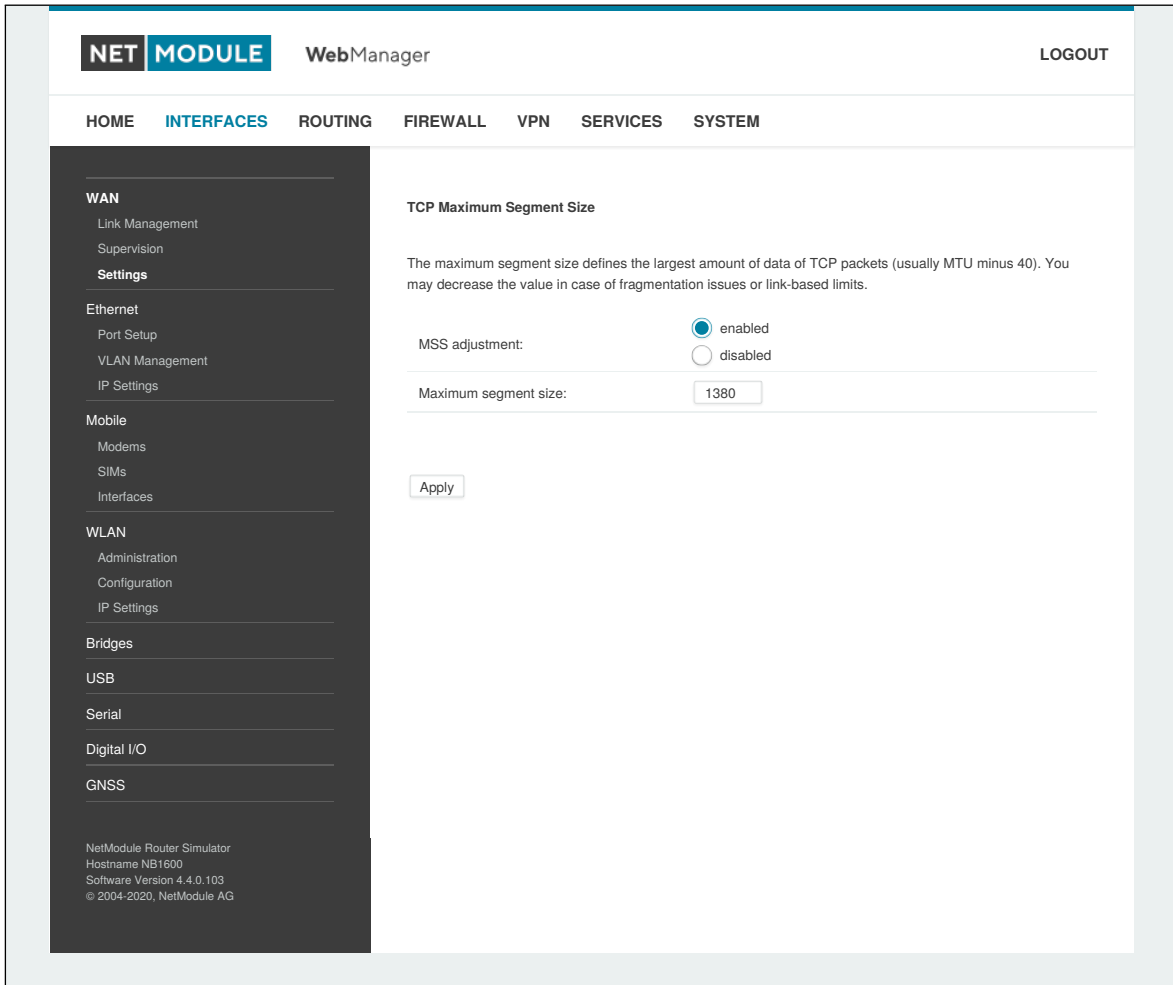 NET MODULE WebManager LOGOUT
HOME INTERFACES ROUTING FIREWALL VPN SERVICES SYSTEM
WAN
Link Management
Supervision
Settings
Ethernet
Port Setup
VLAN Management
IP Settings
Mobile
Modems
SIMs
Interfaces
WLAN
Administration
Configuration
IP Settings
Bridges
USB
Serial
Digital I/O
GNSS
NetModule Router Simulator
Hostname NB1600
Software Version 4.4.0.103
© 2004-2020, NetModule AG
TCP Maximum Segment Size
The maximum segment size defines the largest amount of data of TCP packets (usually MTU minus 40). You
may decrease the value in case of fragmentation issues or link-based limits.
MSS adjustment:
enabled
disabled
Maximum segment size: 1380
Apply